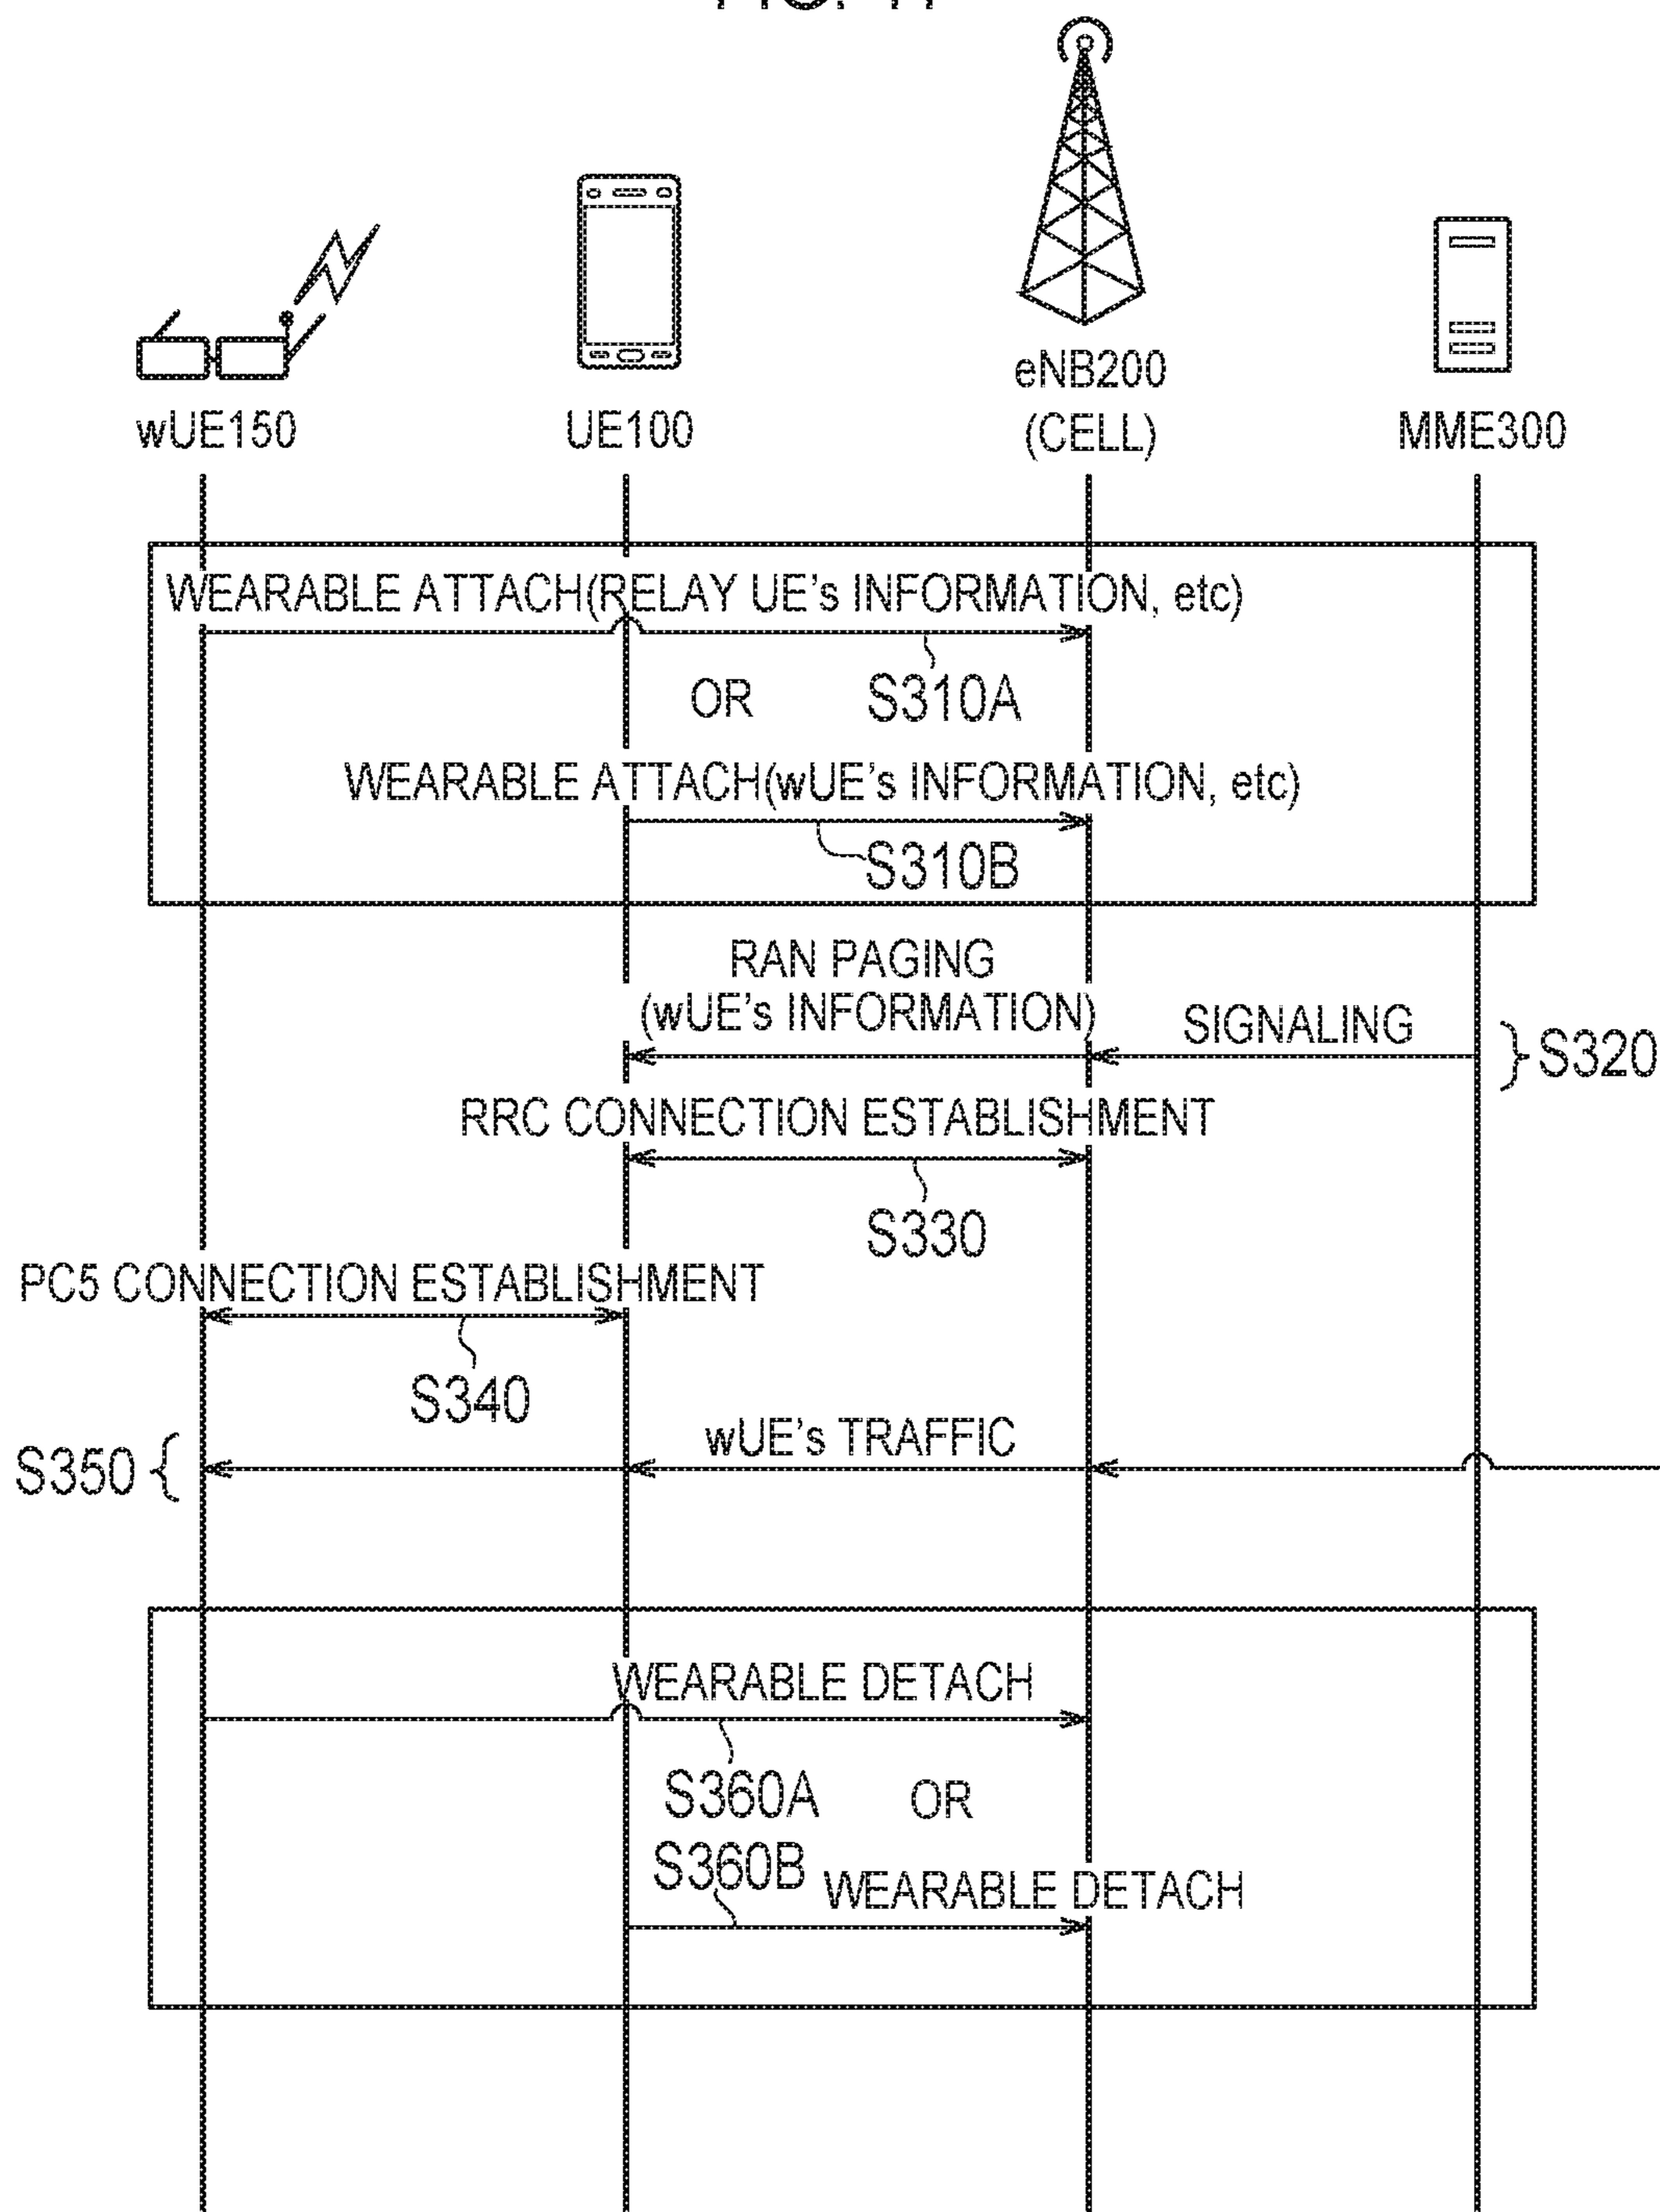 wUE150
UE100
eNB200
(CELL)
MME300
WEARABLE ATTACH(RELAY UE's INFORMATION, etc)
S310A
OR
WEARABLE ATTACH(wUE's INFORMATION, etc)
S310B
RAN PAGING
(wUE's INFORMATION)
SIGNALING
S320
RRC CONNECTION ESTABLISHMENT
S330
PC5 CONNECTION ESTABLISHMENT
S340
wUE's TRAFFIC
S350
WEARABLE DETACH
S360A
OR
S360B
WEARABLE DETACH